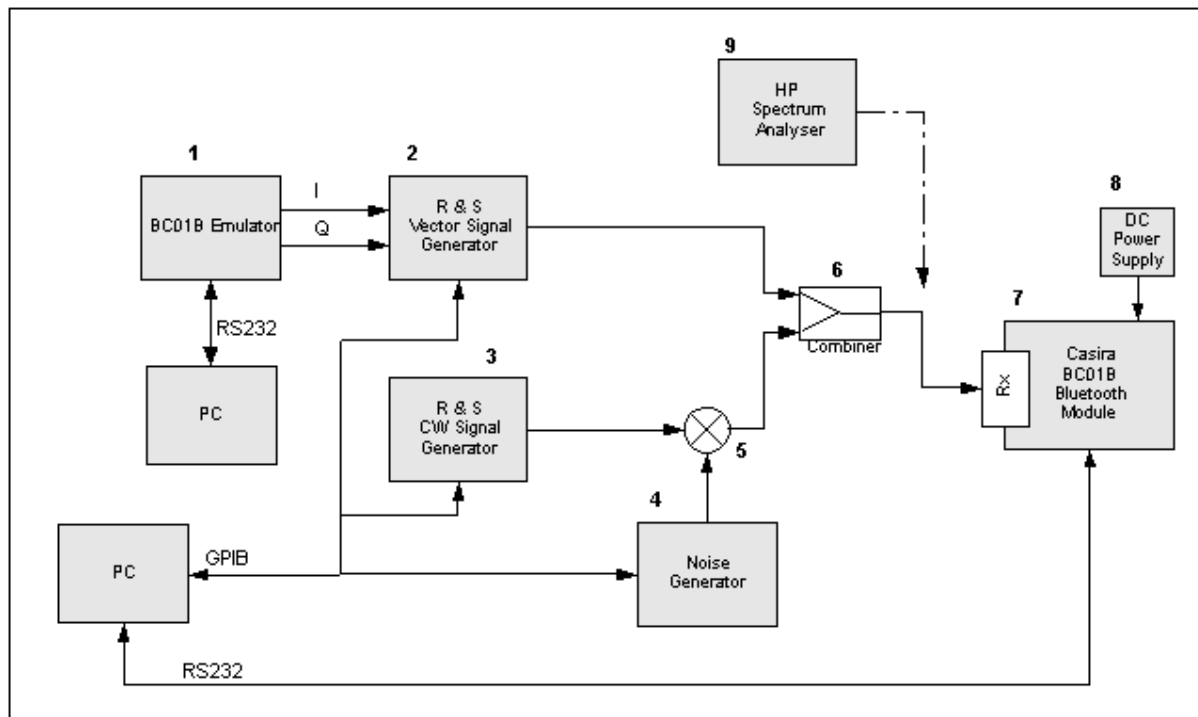 9
HP
Spectrum
Analyser
1
2
8
I
Q
BC01B Emulator
R & S
Vector Signal
Generator
DC
Power
Supply
6
7
RS232
3
Combiner
Rx
Casira
BC01B
Bluetooth
Module
PC
R & S
CW Signal
Generator
5
4
PC
GPIB
Noise
Generator
RS232